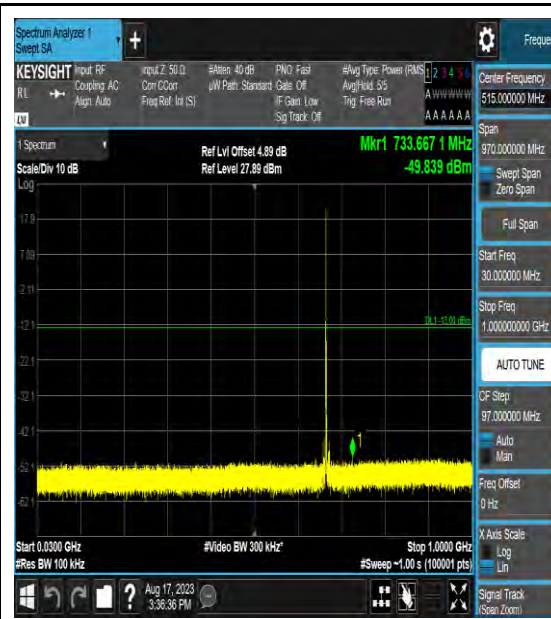 Spectrum Analyzer 1
Swept SA
Freque
KEYSIGHT Input: RF Input Z: 50 Ω #Atten: 40 dB PNO: Fast #Avg Type: Power (RMS 1 2 3 4 5 6
RL Coupling: AC Corr CCorr µW Path: Standard Gate: Off Avg|Hold: 5/5 A W W W W W
Align: Auto Freq Ref: Int (S) IF Gain: Low Trig: Free Run
Sig Track: Off A A A A A A
LV
1 Spectrum
Scale/Div 10 dB
Ref Lvl Offset 4.89 dB
Ref Level 27.89 dBm
Mkr1 733.667 1 MHz
-49.839 dBm
Log
17.9
7.89
-2.11
-12.1
-22.1
-32.1
-42.1
-52.1
-62.1
DL1 -13.00 dBm
1
Start 0.0300 GHz #Video BW 300 kHz* Stop 1.0000 GHz
#Res BW 100 kHz #Sweep ~1.00 s (100001 pts)
Aug 17, 2023
3:36:36 PM
Center Frequency
515.000000 MHz
Span
970.000000 MHz
Swept Span
Zero Span
Full Span
Start Freq
30.000000 MHz
Stop Freq
1.000000000 GHz
AUTO TUNE
CF Step
97.000000 MHz
Auto
Man
Freq Offset
0 Hz
X Axis Scale
Log
Lin
Signal Track
(Span Zoom)